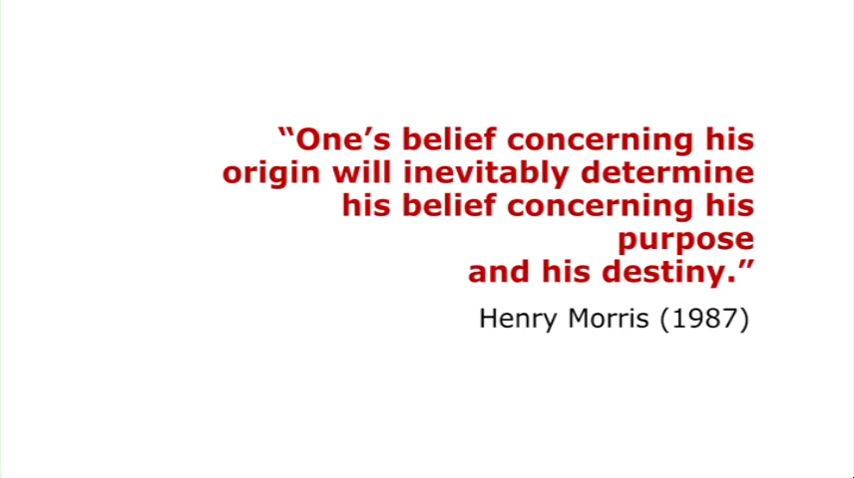 “One’s belief concerning his
origin will inevitably determine
his belief concerning his
purpose
and his destiny.”
Henry Morris (1987)